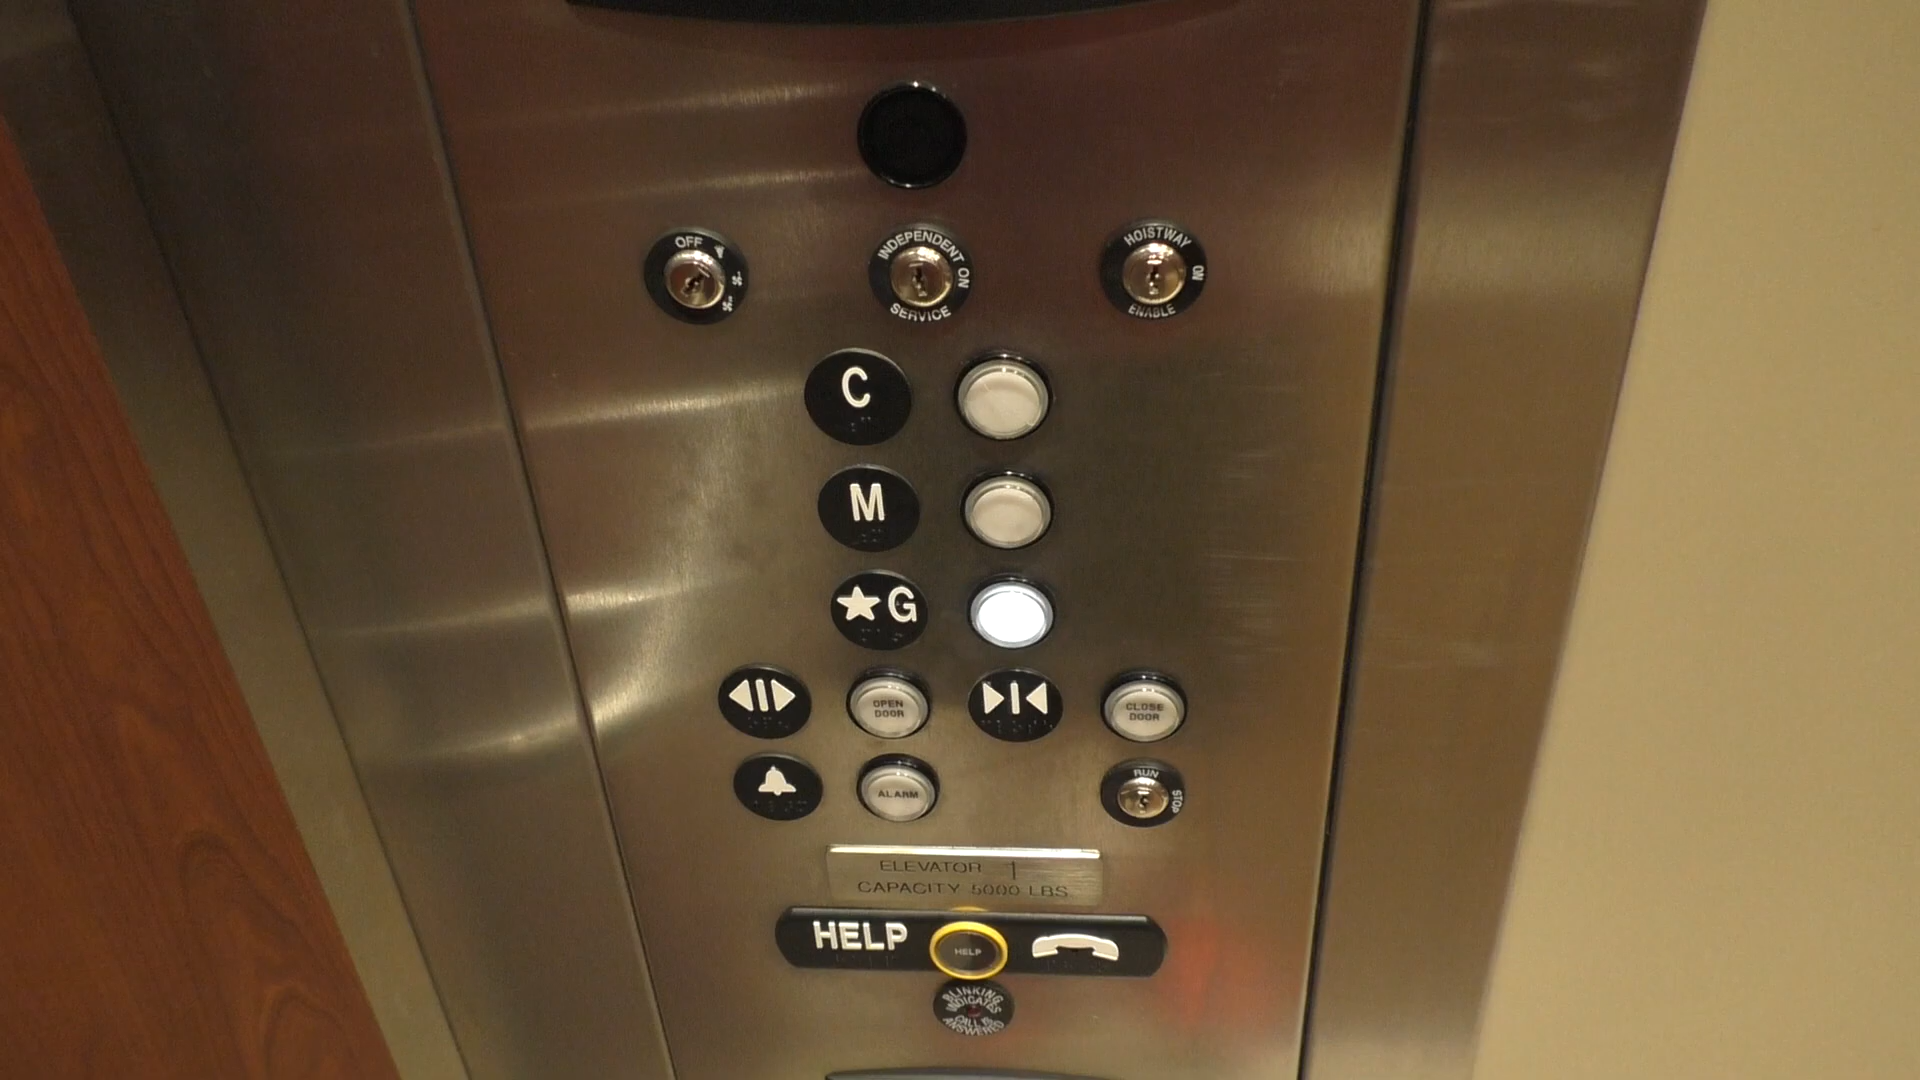 OFF
INDEPENDENT ON SERVICE
HOISTWAY ON ENABLE
C
M
★G
OPEN DOOR
CLOSE DOOR
ALARM
RUN STOP
ELEVATOR 1
CAPACITY 5000 LBS
HELP HELP
BLINKING INDICATES CALL IS ANSWERED